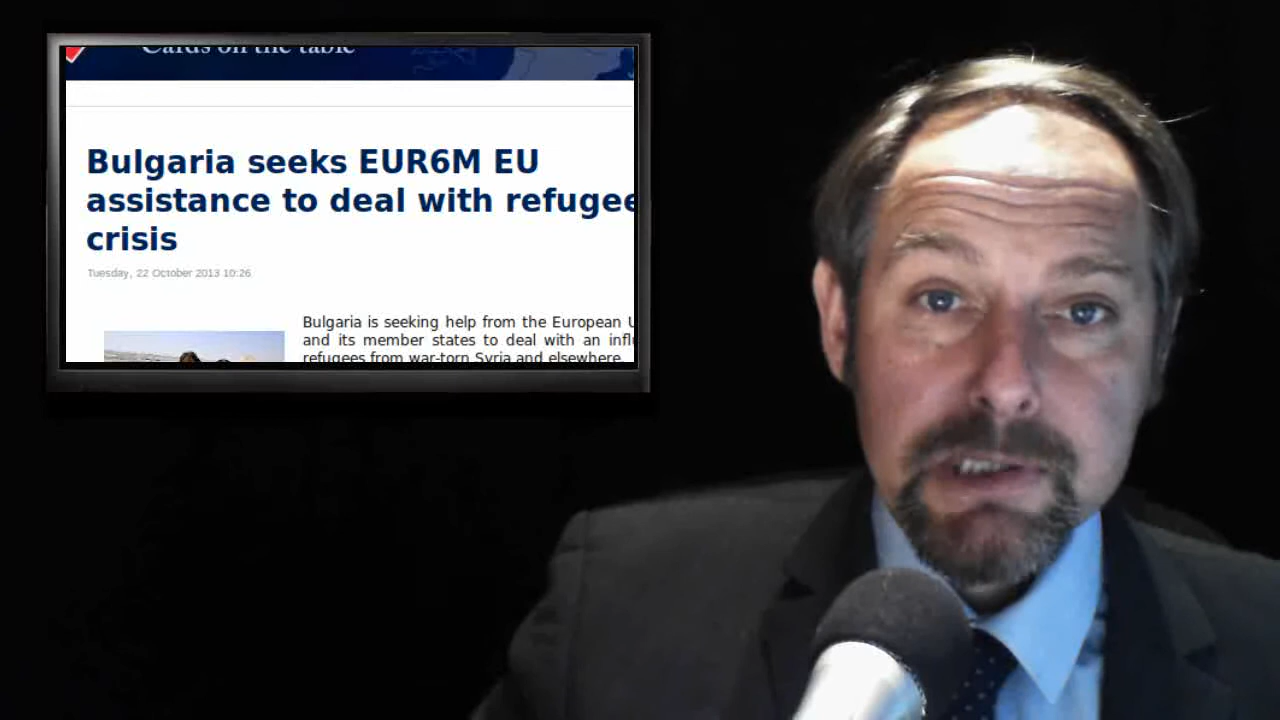 Cards on the table
Bulgaria seeks EUR6M EU
assistance to deal with refugee
crisis
Tuesday, 22 October 2013 10:26
Bulgaria is seeking help from the European
and its member states to deal with an
refugees from war-torn Syria and elsewhere.